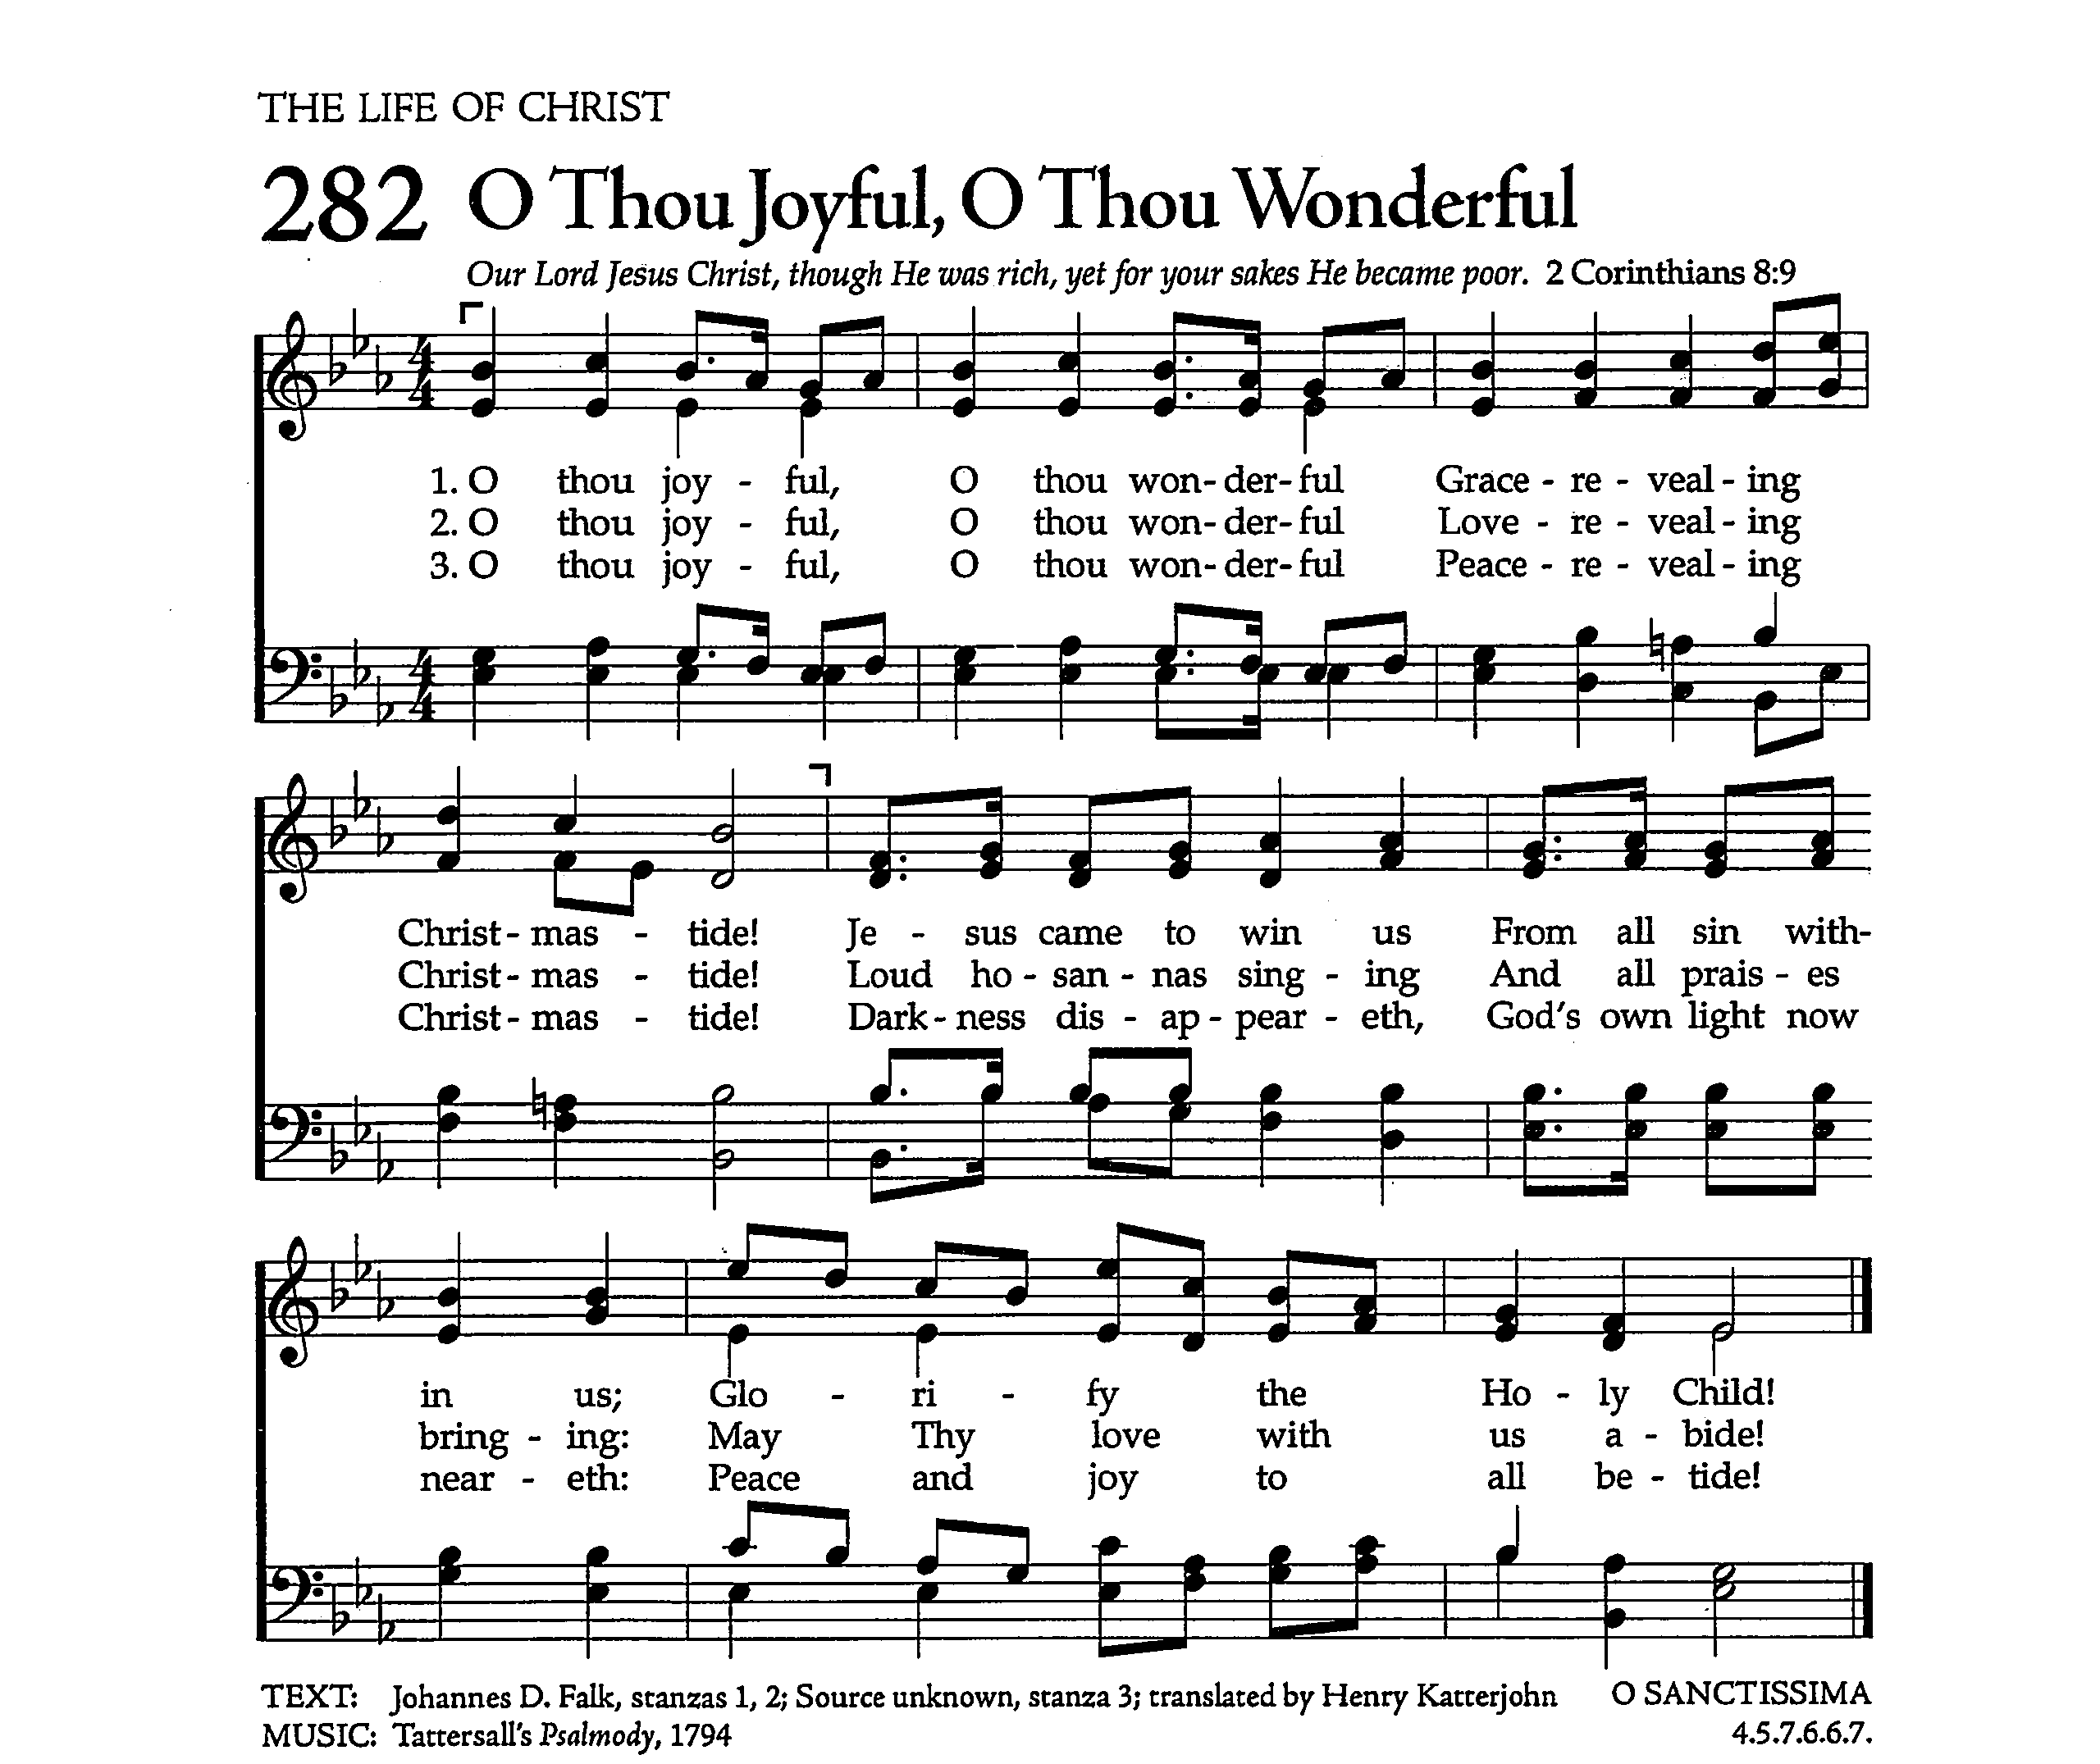 THE LIFE OF CHRIST
282 O Thou Joyful, O Thou Wonderful
Our Lord Jesus Christ, though He was rich, yet for your sakes He became poor. 2 Corinthians 8:9
1. O thou joy - ful, O thou won- der- ful Grace - re - veal - ing
2. O thou joy - ful, O thou won- der- ful Love - re - veal - ing
3. O thou joy - ful, O thou won- der- ful Peace - re - veal - ing
Christ - mas - tide! Je - sus came to win us From all sin with-
Christ - mas - tide! Loud ho - san - nas sing - ing And all prais - es
Christ - mas - tide! Dark - ness dis - ap - pear - eth, God's own light now
in us; Glo - ri - fy the Ho - ly Child!
bring - ing: May Thy love with us a - bide!
near - eth: Peace and joy to all be - tide!
TEXT: Johannes D. Falk, stanzas 1, 2; Source unknown, stanza 3; translated by Henry Katterjohn O SANCTISSIMA
MUSIC: Tattersall's Psalmody, 1794 4.5.7.6.6.7.